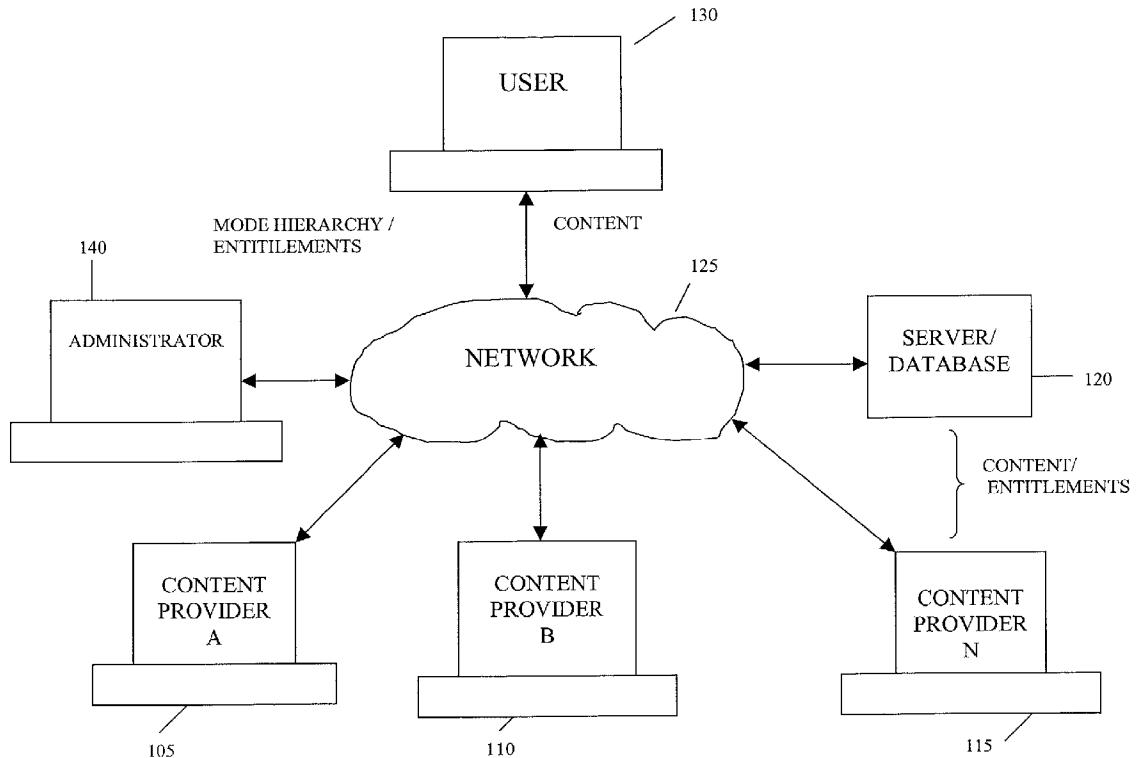 130
USER
MODE HIERARCHY /
ENTITILEMENTS
CONTENT
140
125
ADMINISTRATOR
NETWORK
SERVER/
DATABASE
120
CONTENT/
ENTITLEMENTS
CONTENT
PROVIDER
A
CONTENT
PROVIDER
B
CONTENT
PROVIDER
N
105
110
115